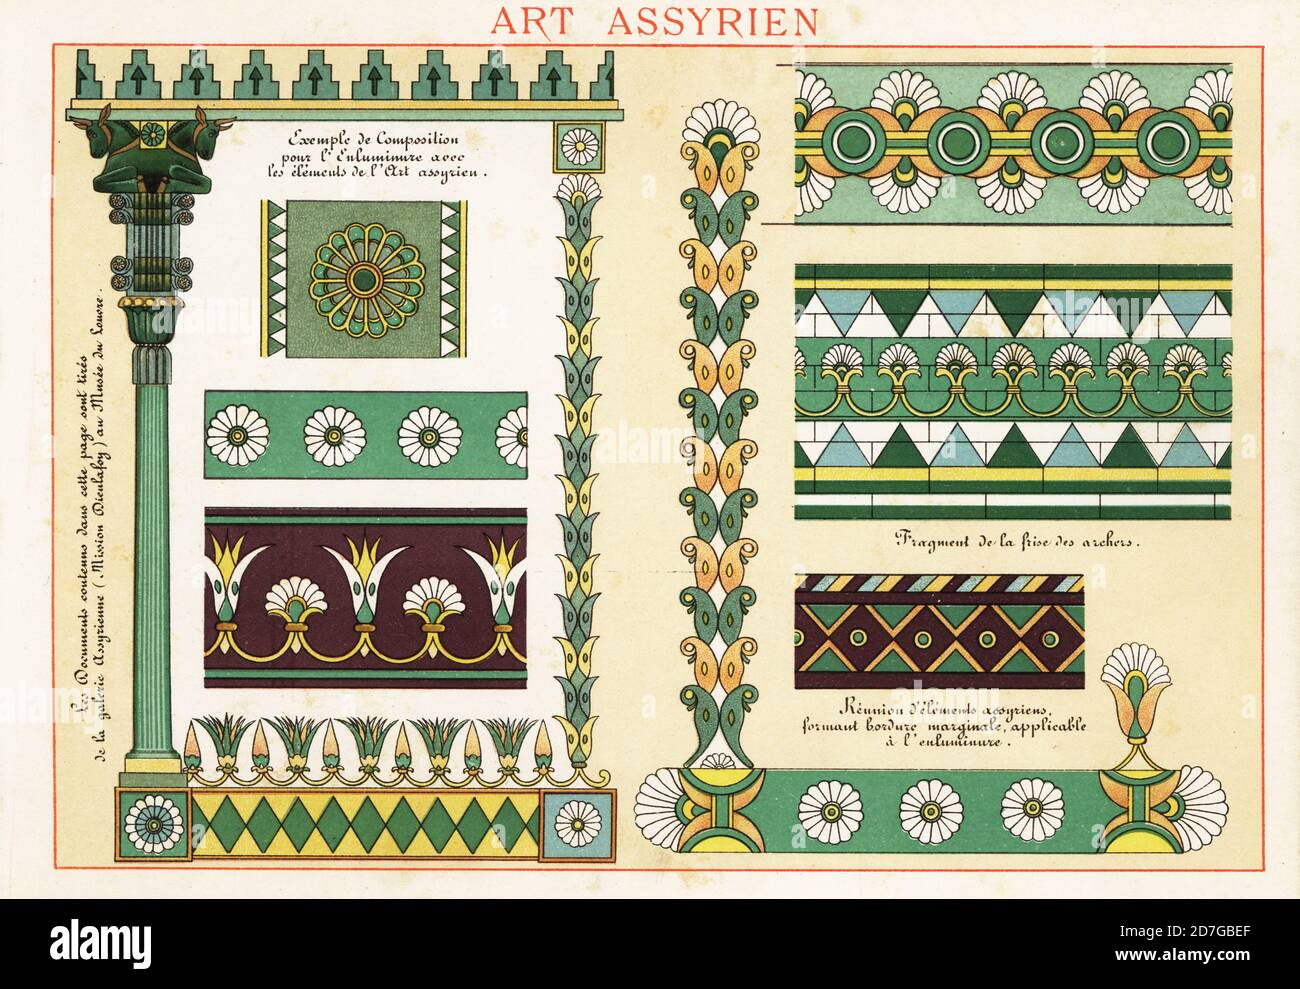 ART ASSYRIEN
Exemple de Composition
pour l'Enluminure avec
les éléments de l'Art assyrien.
Les Documents contenus dans cette page sont tirés
de la galerie Assyrienne (Mission Dieulafoy) au Musée du Louvre.
Fragment de la frise des archers.
Réunion d'éléments assyriens,
formant bordure marginale, applicable
à l'enluminure.
alamy
alamy
alamy
alamy
Image ID: 2D7GBEF
www.alamy.com